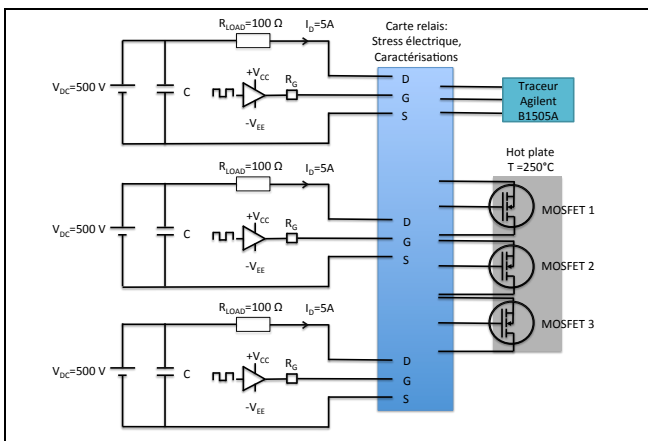 R_LOAD=100 Ω
I_D=5A
V_DC=500 V
C
+V_CC
R_G
-V_EE
Carte relais:
Stress électrique,
Caractérisations
D
G
S
Traceur
Agilent
B1505A
R_LOAD=100 Ω
I_D=5A
V_DC=500 V
C
+V_CC
R_G
-V_EE
D
G
S
Hot plate
T =250°C
MOSFET 1
MOSFET 2
MOSFET 3
R_LOAD=100 Ω
I_D=5A
V_DC=500 V
C
+V_CC
R_G
-V_EE
D
G
S